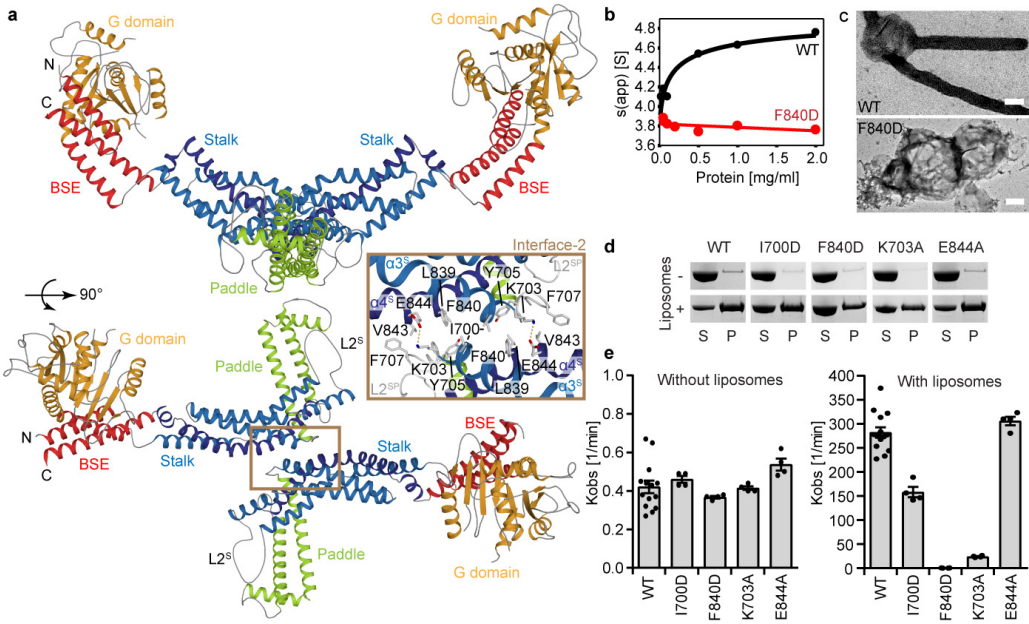 a
G domain
N
C
BSE
Stalk
Stalk
BSE
G domain
Paddle
90°
Interface-2
α3ˢ
L839
Y705
L2ˢᴾ
K703
α4ˢ
E844
F840
F707
V843
I700
F707
F840
V843
K703
E844
α4ˢ
L2ˢᴾ
Y705
L839
α3ˢ
G domain
Paddle
L2ˢ
N
C
BSE
Stalk
Stalk
BSE
L2ˢ
Paddle
G domain
b
s(app) [S]
4.8
4.6
4.4
4.2
4.0
3.8
3.6
WT
F840D
0.0
0.5
1.0
1.5
2.0
Protein [mg/ml]
c
WT
F840D
d
WT I700D F840D K703A E844A
Liposomes
-
+
S P S P S P S P S P
e
Without liposomes
Kobs [1/min]
1.0
0.8
0.6
0.4
0.2
0.0
WT
I700D
F840D
K703A
E844A
With liposomes
Kobs [1/min]
400
350
300
250
200
150
100
50
0
WT
I700D
F840D
K703A
E844A